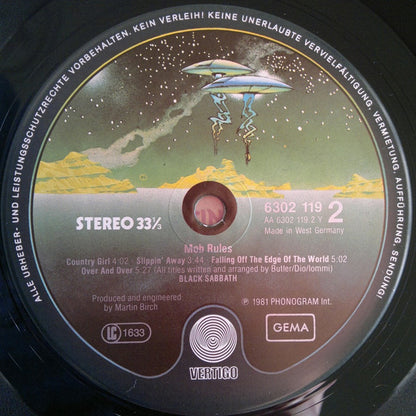 ALLE URHEBER- UND LEISTUNGSSCHUTZRECHTE VORBEHALTEN. KEIN VERLEIH! KEINE UNERLAUBTE VERVIELFÄLTIGUNG, VERMIETUNG, AUFFÜHRUNG, SENDUNG!
STEREO 33⅓
6302 119 2
AA 6302 119 2 Y
Made in West Germany
Mob Rules
Country Girl 4:02 · Slippin' Away 3:44 · Falling Off The Edge Of The World 5:02
Over And Over 5:27 (All titles written and arranged by Butler/Dio/Iommi)
BLACK SABBATH
Produced and engineered
by Martin Birch
℗ 1981 PHONOGRAM Int.
LC 1633
GEMA
VERTIGO